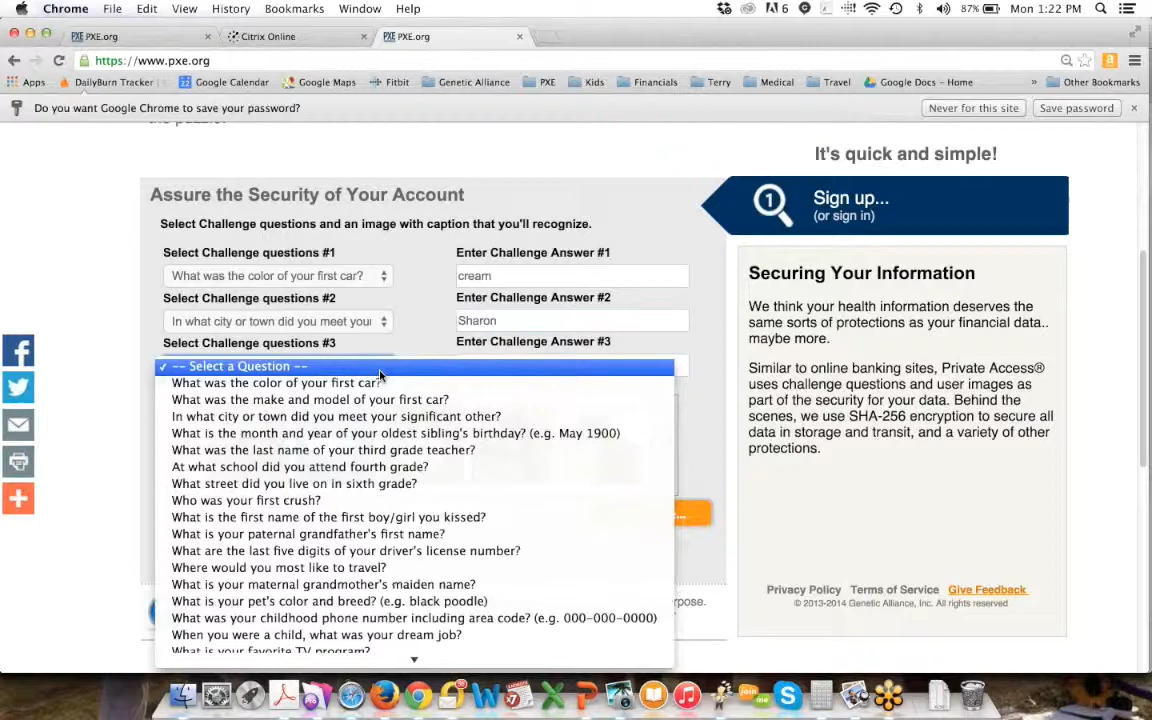 Chrome File Edit View History Bookmarks Window Help 6 87% Mon 1:22 PM
PXE PXE.org × Citrix Online × PXE PXE.org ×
https://www.pxe.org
Apps DailyBurn Tracker Google Calendar Google Maps Fitbit Genetic Alliance PXE Kids Financials Terry Medical Travel Google Docs - Home » Other Bookmarks
Do you want Google Chrome to save your password? Never for this site Save password ×
the puzzle.
It's quick and simple!
Assure the Security of Your Account
1 Sign up...
(or sign in)
Select Challenge questions and an image with caption that you'll recognize.
Select Challenge questions #1 Enter Challenge Answer #1
What was the color of your first car? cream
Select Challenge questions #2 Enter Challenge Answer #2
In what city or town did you meet your Sharon
Select Challenge questions #3 Enter Challenge Answer #3
✓ -- Select a Question --
What was the color of your first car?
What was the make and model of your first car?
In what city or town did you meet your significant other?
What is the month and year of your oldest sibling's birthday? (e.g. May 1900)
What was the last name of your third grade teacher?
At what school did you attend fourth grade?
What street did you live on in sixth grade?
Who was your first crush?
What is the first name of the first boy/girl you kissed?
What is your paternal grandfather's first name?
What are the last five digits of your driver's license number?
Where would you most like to travel?
What is your maternal grandmother's maiden name?
What is your pet's color and breed? (e.g. black poodle)
What was your childhood phone number including area code? (e.g. 000-000-0000)
When you were a child, what was your dream job?
What is your favorite TV program?
...
rpose.
Securing Your Information
We think your health information deserves the
same sorts of protections as your financial data..
maybe more.
Similar to online banking sites, Private Access®
uses challenge questions and user images as
part of the security for your data. Behind the
scenes, we use SHA-256 encryption to secure all
data in storage and transit, and a variety of other
protections.
Privacy Policy Terms of Service Give Feedback
© 2013-2014 Genetic Alliance, Inc. All rights reserved